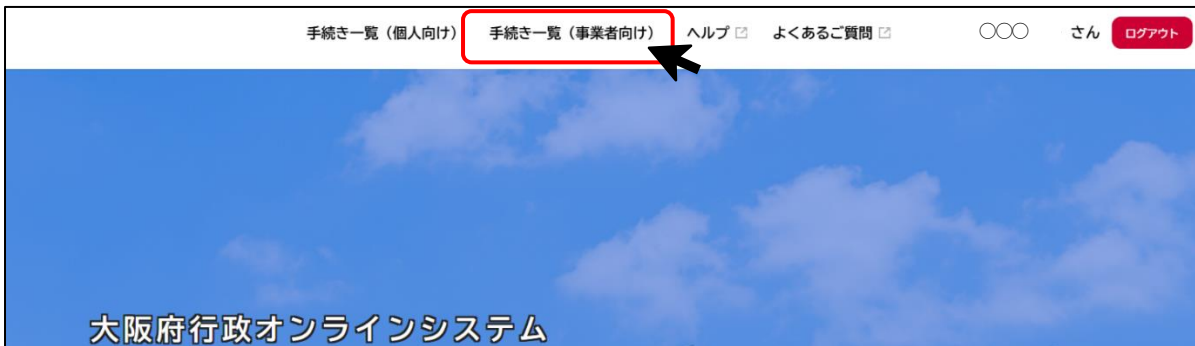 手続き一覧（個人向け） 手続き一覧（事業者向け） ヘルプ よくあるご質問 〇〇〇 さん ログアウト
大阪府行政オンラインシステム